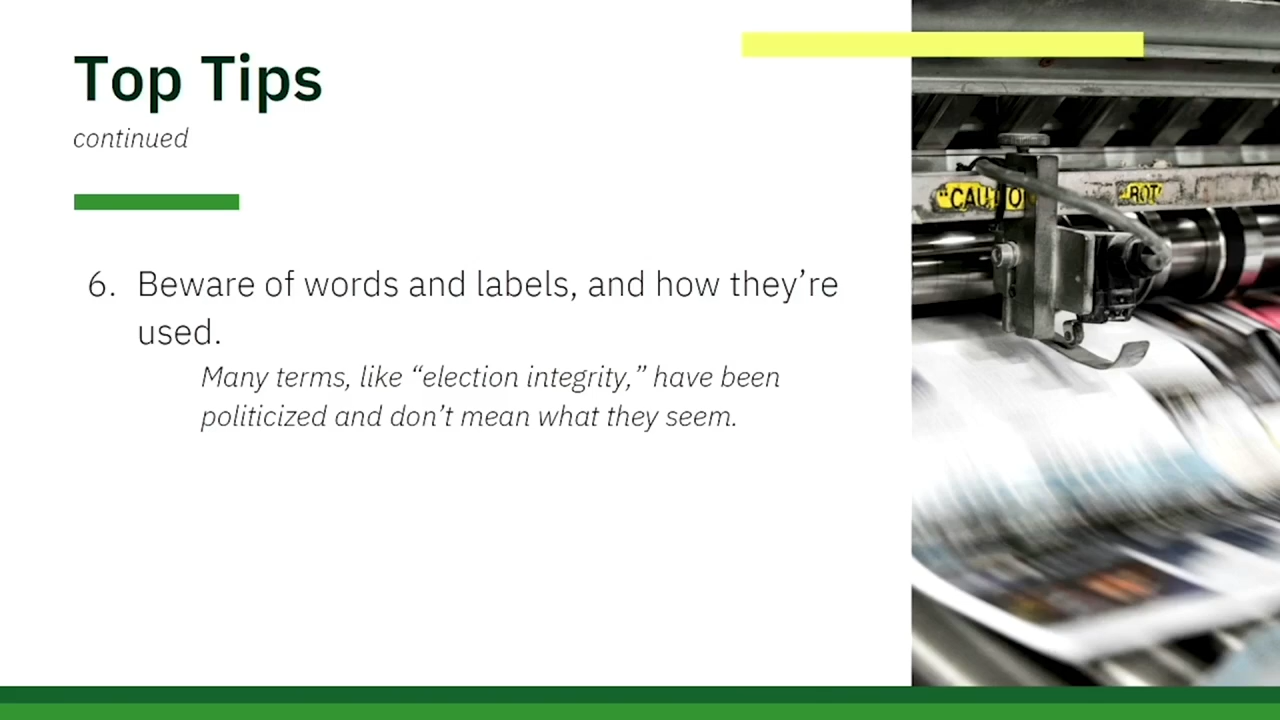 Top Tips
continued
6. Beware of words and labels, and how they’re
used.
Many terms, like “election integrity,” have been
politicized and don’t mean what they seem.